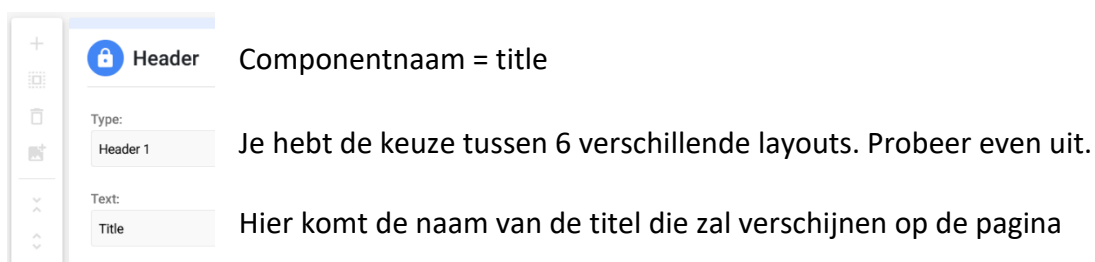 Header
Componentnaam = title
Type:
Header 1
Je hebt de keuze tussen 6 verschillende layouts. Probeer even uit.
Text:
Title
Hier komt de naam van de titel die zal verschijnen op de pagina